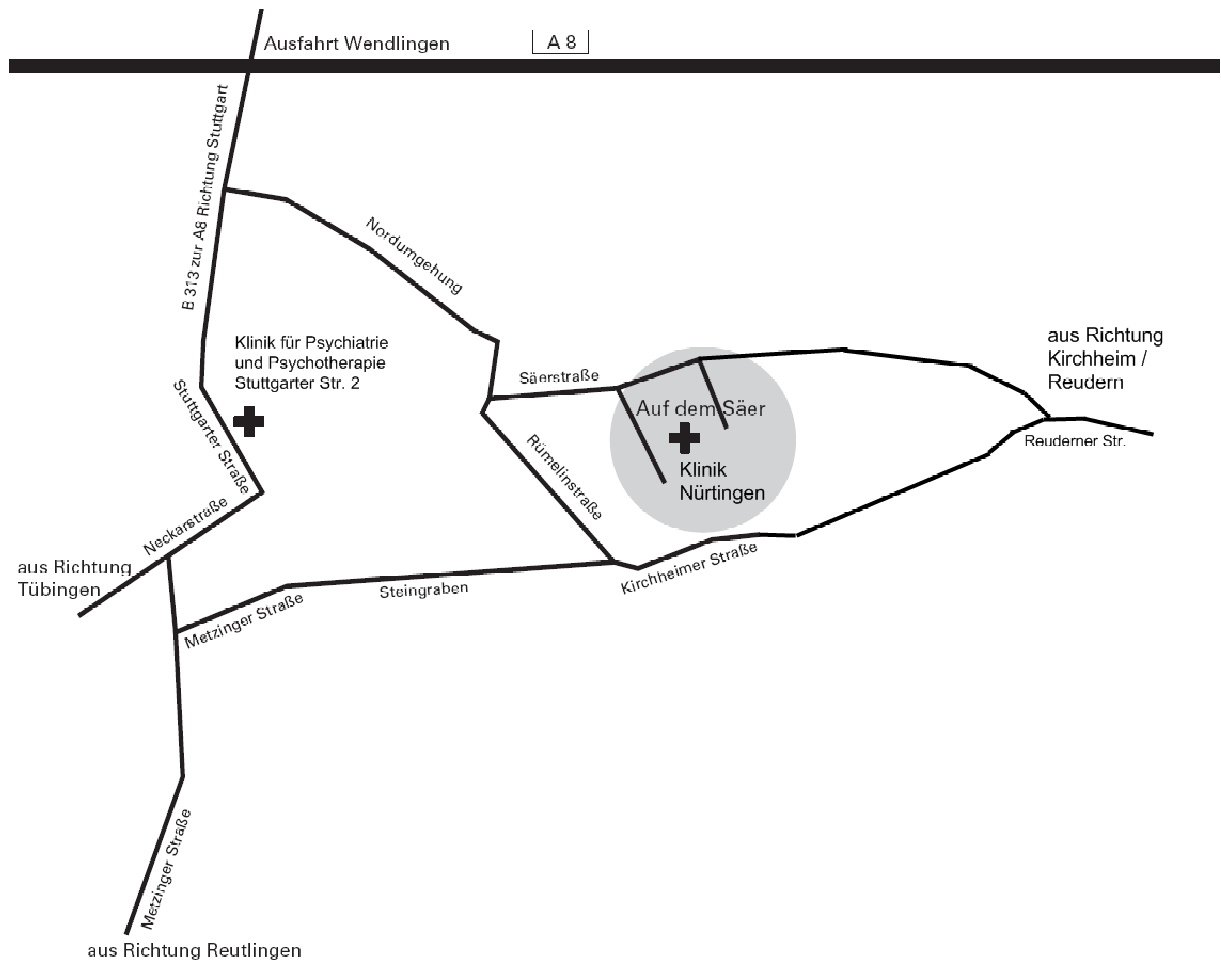 Ausfahrt Wendlingen
A 8
B 313 zur A8 Richtung Stuttgart
Nordumgehung
Klinik für Psychiatrie
und Psychotherapie
Stuttgarter Str. 2
aus Richtung
Kirchheim /
Reudern
Säerstraße
Auf dem Säer
Stuttgarter Straße
Reuderner Str.
Rümelinstraße
Klinik
Nürtingen
Neckarstraße
aus Richtung
Tübingen
Kirchheimer Straße
Steingraben
Metzinger Straße
Metzinger Straße
aus Richtung Reutlingen